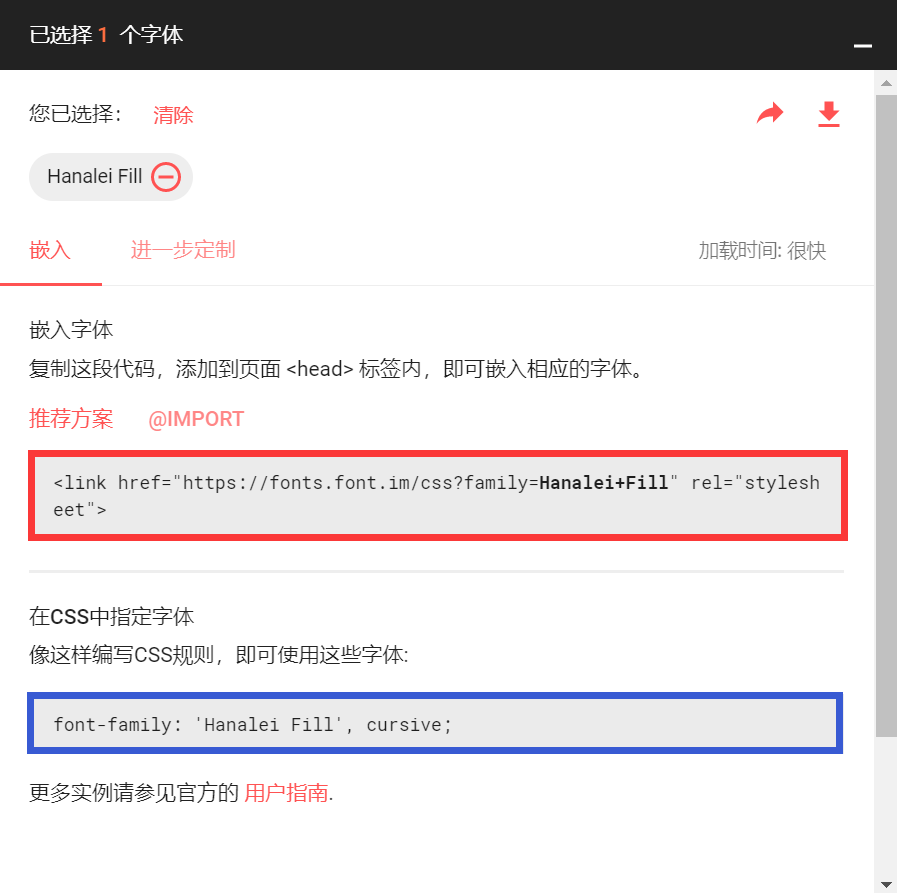 已选择 1 个字体
您已选择： 清除
Hanalei Fill
嵌入 进一步定制 加载时间: 很快
嵌入字体
复制这段代码，添加到页面 <head> 标签内，即可嵌入相应的字体。
推荐方案 @IMPORT
<link href="https://fonts.font.im/css?family=Hanalei+Fill" rel="stylesh
eet">
在CSS中指定字体
像这样编写CSS规则，即可使用这些字体:
font-family: 'Hanalei Fill', cursive;
更多实例请参见官方的 用户指南.